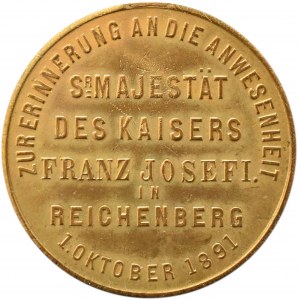 ZUR ERINNERUNG AN DIE ANWESENHEIT
SR. MAJESTÄT
DES KAISERS
FRANZ JOSEF I.
IN
REICHENBERG
1. OKTOBER 1891